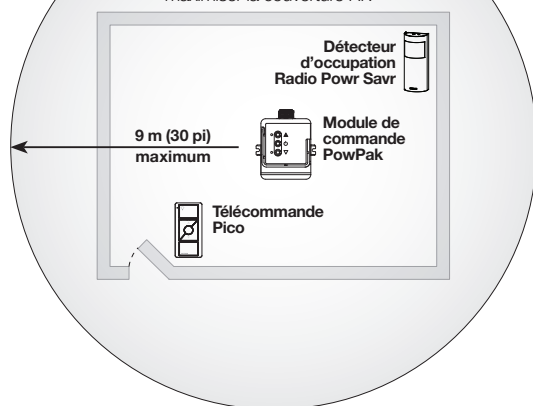 Détecteur
d'occupation
Radio Powr Savr
Module de
commande
PowPak
9 m (30 pi)
maximum
Télécommande
Pico